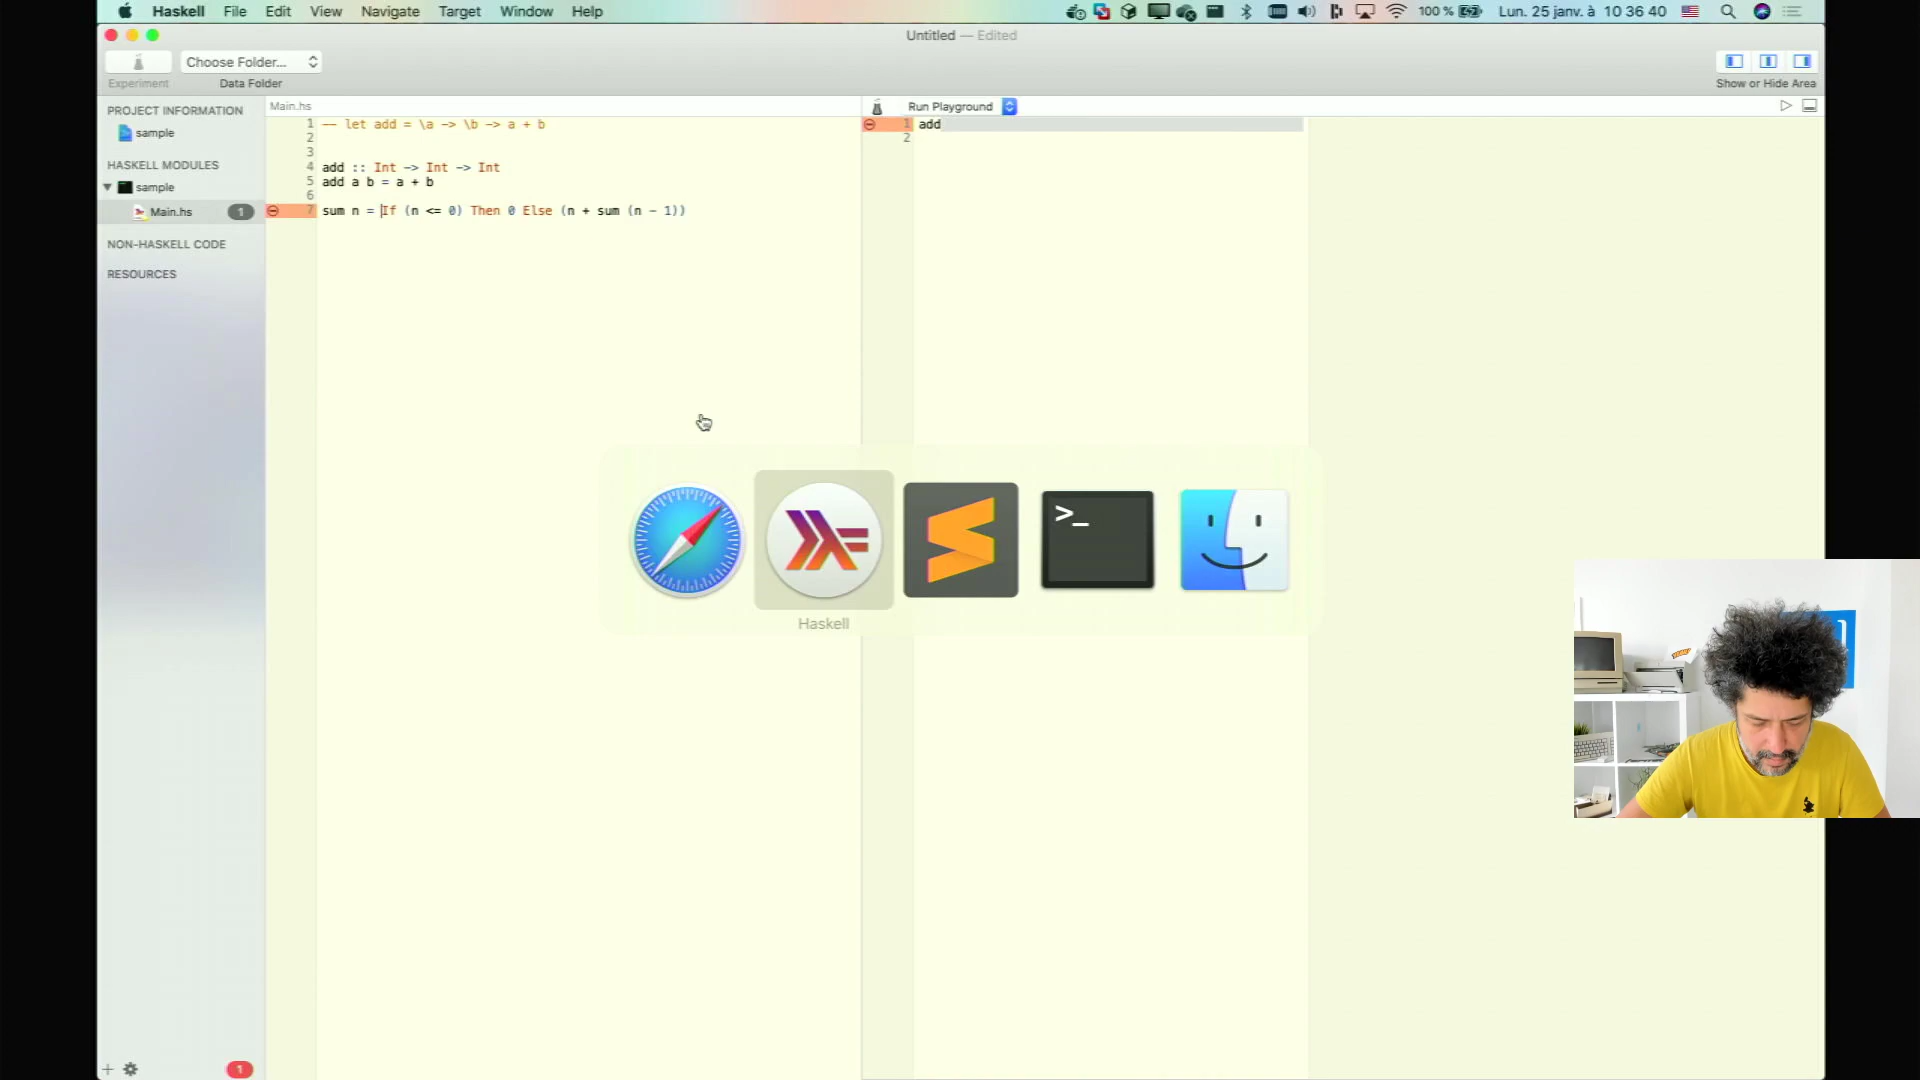 Haskell File Edit View Navigate Target Window Help
100 % Lun. 25 janv. à 10 36 40
Untitled — Edited
Choose Folder...
Experiment Data Folder Show or Hide Area
PROJECT INFORMATION
sample
HASKELL MODULES
sample
Main.hs 1
NON-HASKELL CODE
RESOURCES
1
Main.hs
1 -- let add = \a -> \b -> a + b
2
3
4 add :: Int -> Int -> Int
5 add a b = a + b
6
7 sum n = If (n <= 0) Then 0 Else (n + sum (n - 1))
Run Playground
1 add
2
>_
Haskell